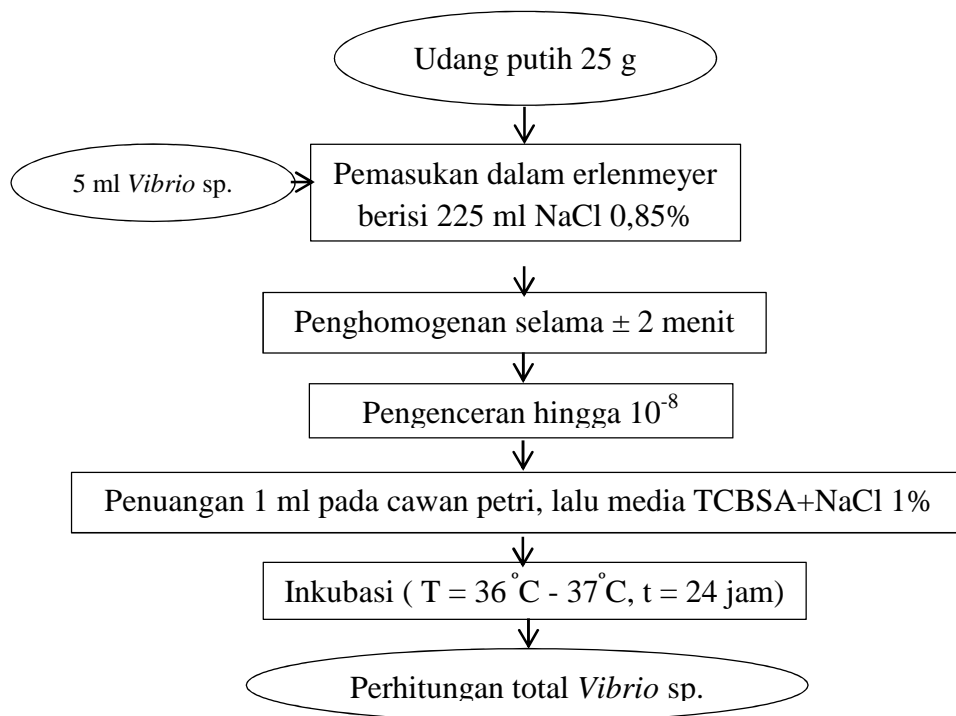 Udang putih 25 g
5 ml Vibrio sp.
Pemasukan dalam erlenmeyer
berisi 225 ml NaCl 0,85%
Penghomogenan selama ± 2 menit
Pengenceran hingga 10⁻⁸
Penuangan 1 ml pada cawan petri, lalu media TCBSA+NaCl 1%
Inkubasi ( T = 36°C - 37°C, t = 24 jam)
Perhitungan total Vibrio sp.